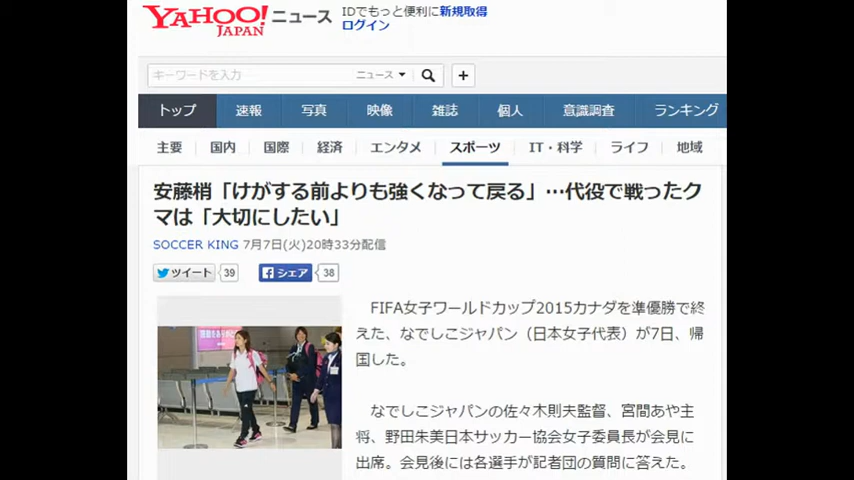 YAHOO! JAPAN ニュース
IDでもっと便利に新規取得
ログイン
キーワードを入力
ニュース
トップ 速報 写真 映像 雑誌 個人 意識調査 ランキング
主要 国内 国際 経済 エンタメ スポーツ IT・科学 ライフ 地域
安藤梢「けがする前よりも強くなって戻る」…代役で戦ったク
マは「大切にしたい」
SOCCER KING 7月7日(火)20時33分配信
ツイート 39 シェア 38
FIFA女子ワールドカップ2015カナダを準優勝で終
えた、なでしこジャパン（日本女子代表）が7日、帰
国した。
なでしこジャパンの佐々木則夫監督、宮間あや主
将、野田朱美日本サッカー協会女子委員長が会見に
出席。会見後には各選手が記者団の質問に答えた。